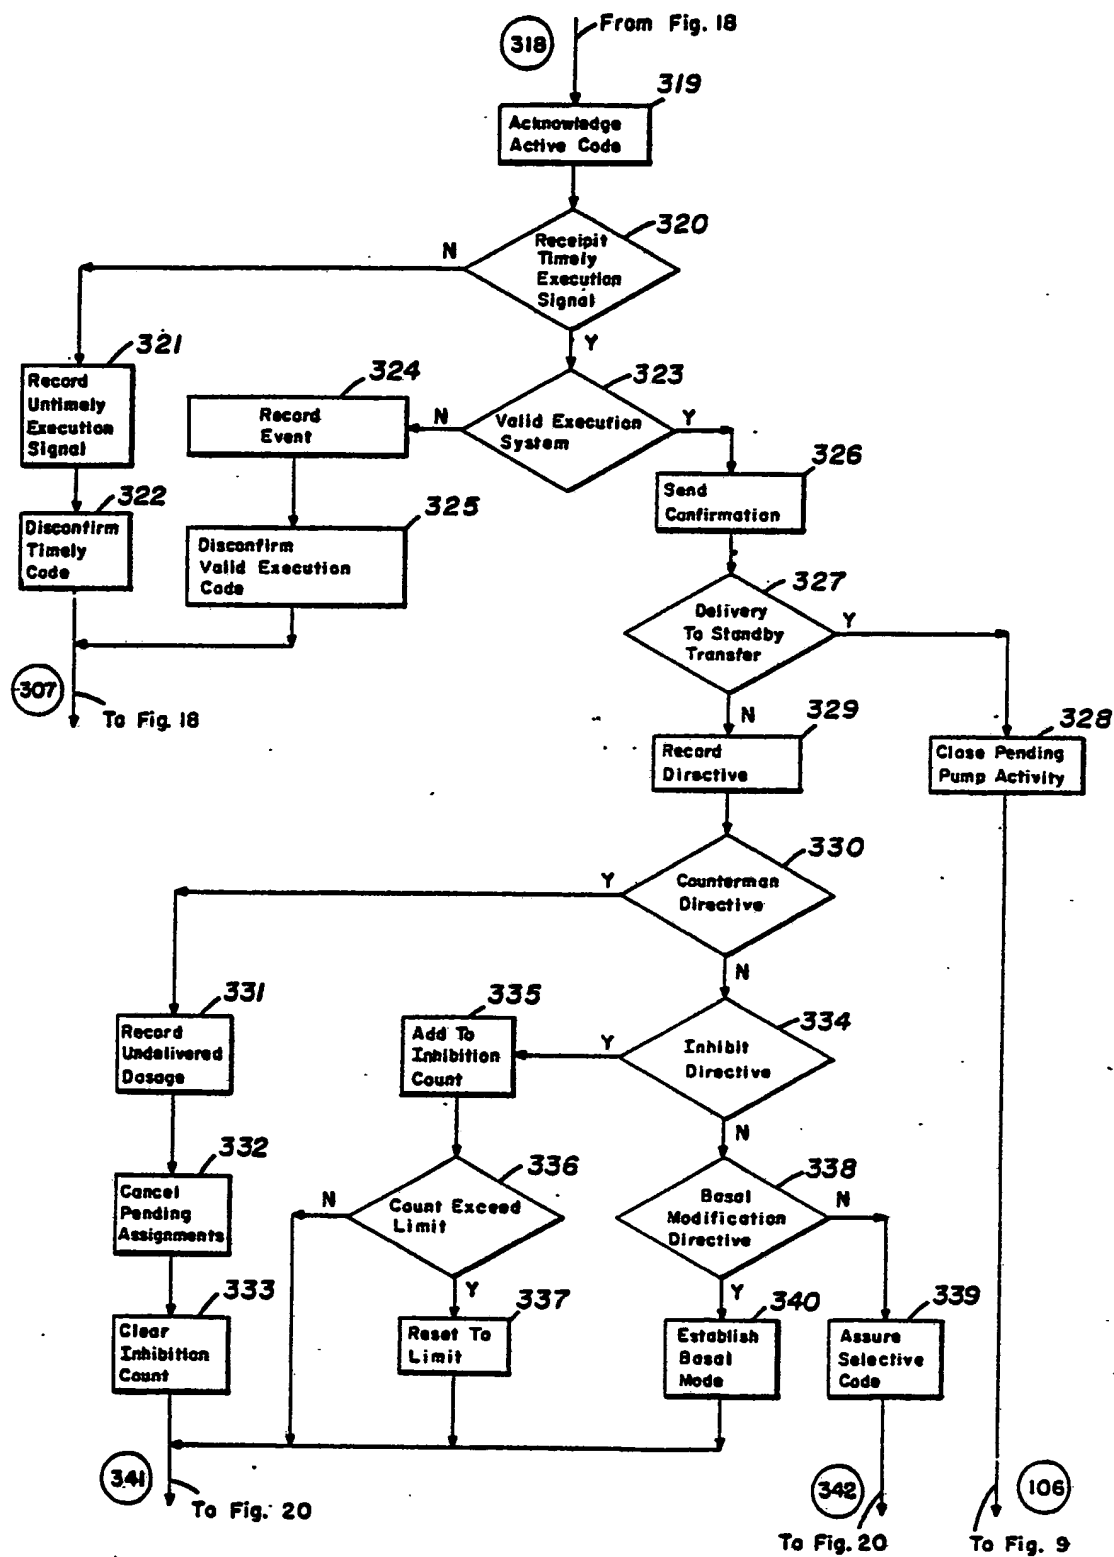 318
From Fig. 18
319
Acknowledge
Active Code
320
Receipit
Timely
Execution
Signal
N
Y
321
Record
Untimely
Execution
Signal
322
Disconfirm
Timely
Code
323
Valid Execution
System
N
Y
324
Record
Event
325
Disconfirm
Valid Execution
Code
326
Send
Confirmation
327
Delivery
To Standby
Transfer
Y
N
307
To Fig. 18
328
Close Pending
Pump Activity
329
Record
Directive
330
Counterman
Directive
Y
N
331
Record
Undelivered
Dosage
332
Cancel
Pending
Assignments
333
Clear
Inhibition
Count
334
Inhibit
Directive
Y
N
335
Add To
Inhibition
Count
336
Count Exceed
Limit
N
Y
337
Reset To
Limit
338
Basal
Modification
Directive
N
Y
340
Establish
Basal
Mode
339
Assure
Selective
Code
341
To Fig. 20
342
To Fig. 20
106
To Fig. 9